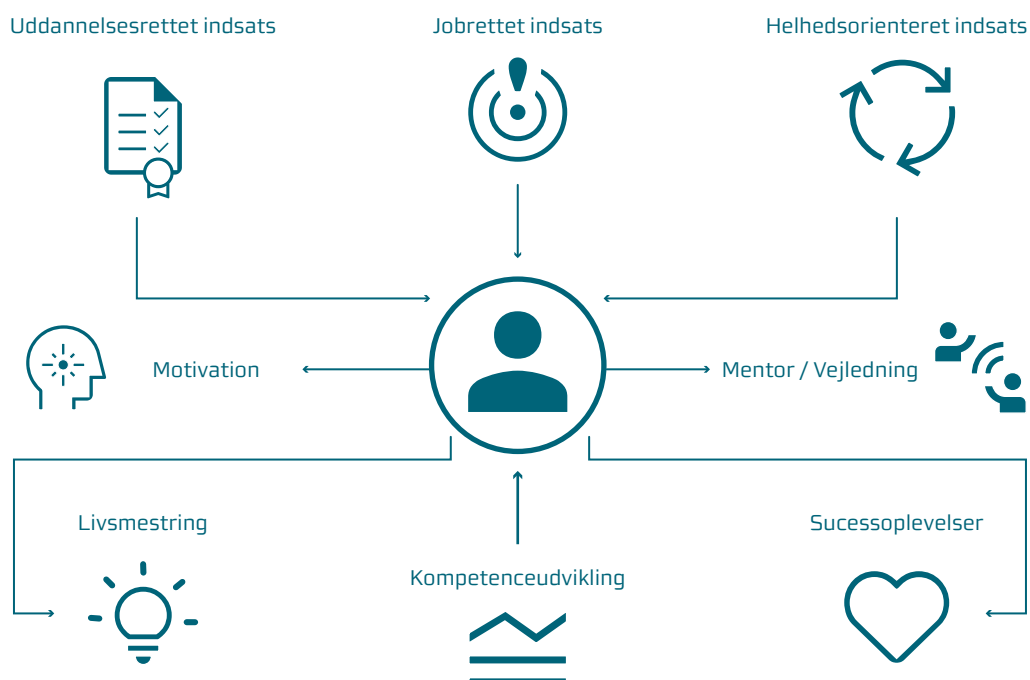 Uddannelsesrettet indsats
Jobrettet indsats
Helhedsorienteret indsats
Motivation
Mentor / Vejledning
Livsmestring
Sucessoplevelser
Kompetenceudvikling